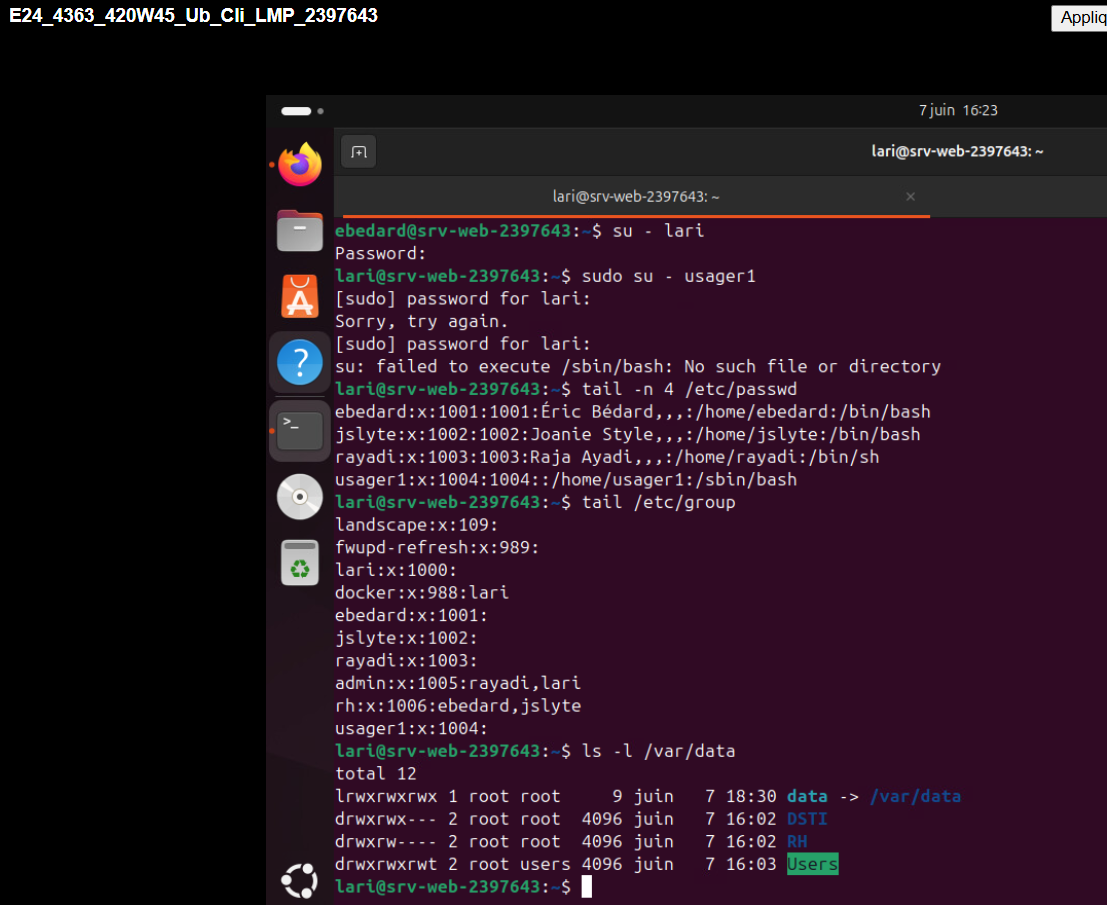 E24_4363_420W45_Ub_Cli_LMP_2397643
Appliq
7 juin 16:23
lari@srv-web-2397643: ~
lari@srv-web-2397643: ~
ebedard@srv-web-2397643:~$ su - lari
Password:
lari@srv-web-2397643:~$ sudo su - usager1
[sudo] password for lari:
Sorry, try again.
[sudo] password for lari:
su: failed to execute /sbin/bash: No such file or directory
lari@srv-web-2397643:~$ tail -n 4 /etc/passwd
ebedard:x:1001:1001:Éric Bédard,,,:/home/ebedard:/bin/bash
jslyte:x:1002:1002:Joanie Style,,,:/home/jslyte:/bin/bash
rayadi:x:1003:1003:Raja Ayadi,,,:/home/rayadi:/bin/sh
usager1:x:1004:1004::/home/usager1:/sbin/bash
lari@srv-web-2397643:~$ tail /etc/group
landscape:x:109:
fwupd-refresh:x:989:
lari:x:1000:
docker:x:988:lari
ebedard:x:1001:
jslyte:x:1002:
rayadi:x:1003:
admin:x:1005:rayadi,lari
rh:x:1006:ebedard,jslyte
usager1:x:1004:
lari@srv-web-2397643:~$ ls -l /var/data
total 12
lrwxrwxrwx 1 root root     9 juin   7 18:30 data -> /var/data
drwxrwx--- 2 root root  4096 juin   7 16:02 DSTI
drwxrw---- 2 root root  4096 juin   7 16:02 RH
drwxrwxrwt 2 root users 4096 juin   7 16:03 Users
lari@srv-web-2397643:~$